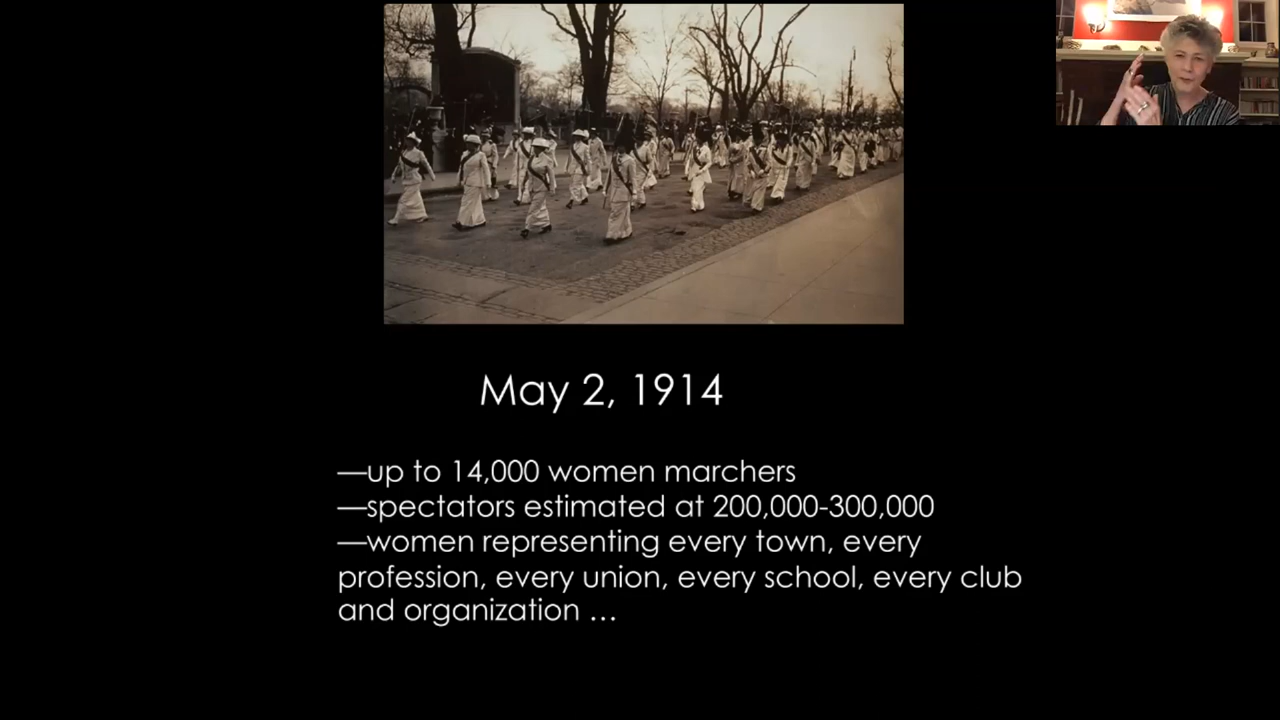 May 2, 1914
—up to 14,000 women marchers
—spectators estimated at 200,000-300,000
—women representing every town, every
profession, every union, every school, every club
and organization …